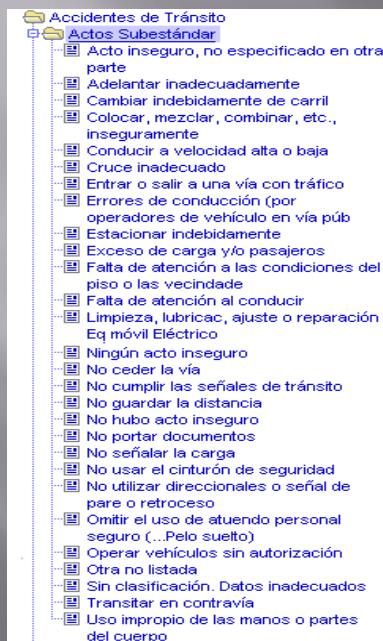 Accidentes de Tránsito
Actos Subestándar
Acto inseguro, no especificado en otra
parte
Adelantar inadecuadamente
Cambiar indebidamente de carril
Colocar, mezclar, combinar, etc.,
inseguramente
Conducir a velocidad alta o baja
Cruce inadecuado
Entrar o salir a una vía con tráfico
Errores de conducción (por
operadores de vehículo en vía púb
Estacionar indebidamente
Exceso de carga y/o pasajeros
Falta de atención a las condiciones del
piso o las vecindade
Falta de atención al conducir
Limpieza, lubricac, ajuste o reparación
Eq móvil Eléctrico
Ningún acto inseguro
No ceder la vía
No cumplir las señales de tránsito
No guardar la distancia
No hubo acto inseguro
No portar documentos
No señalar la carga
No usar el cinturón de seguridad
No utilizar direccionales o señal de
pare o retroceso
Omitir el uso de atuendo personal
seguro (...Pelo suelto)
Operar vehículos sin autorización
Otra no listada
Sin clasificación. Datos inadecuados
Transitar en contravía
Uso impropio de las manos o partes
del cuerpo